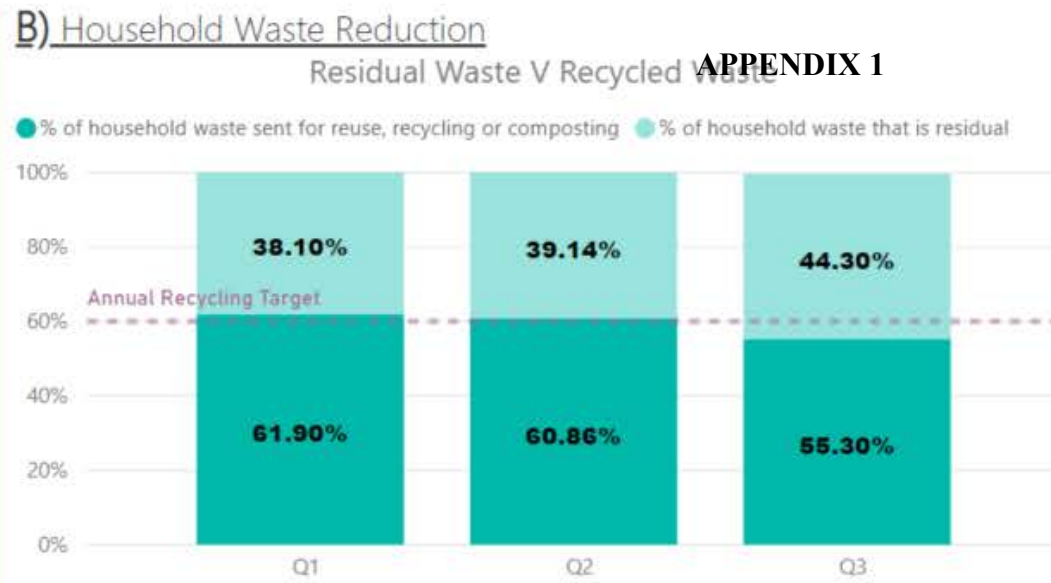 B) Household Waste Reduction
Residual Waste V Recycled Waste
APPENDIX 1
% of household waste sent for reuse, recycling or composting % of household waste that is residual
100%
80%
60%
40%
20%
0%
Annual Recycling Target
38.10%
39.14%
44.30%
61.90%
60.86%
55.30%
Q1 Q2 Q3